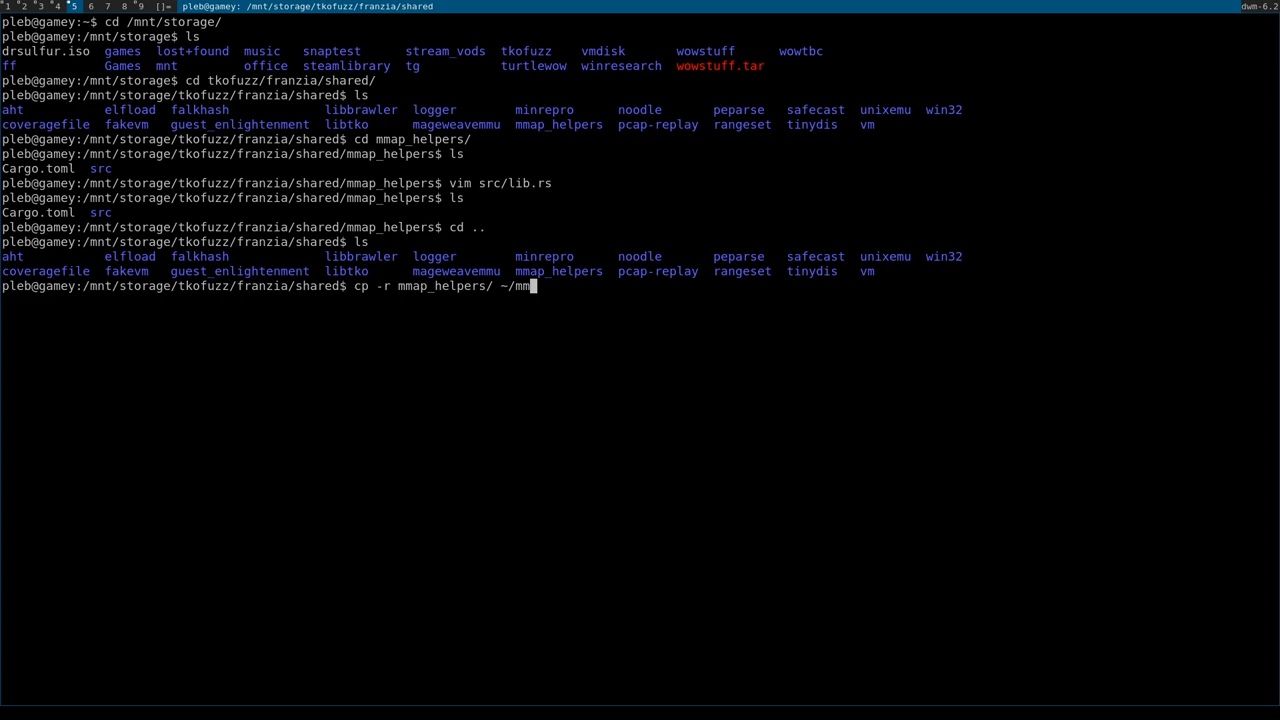 1 2 3 4 5 6 7 8 9 []= pleb@gamey: /mnt/storage/tkofuzz/franzia/shared dwm-6.2
pleb@gamey:~$ cd /mnt/storage/
pleb@gamey:/mnt/storage$ ls
drsulfur.iso games lost+found music snaptest stream_vods tkofuzz vmdisk wowstuff wowtbc
ff Games mnt office steamlibrary tg turtlewow winresearch wowstuff.tar
pleb@gamey:/mnt/storage$ cd tkofuzz/franzia/shared/
pleb@gamey:/mnt/storage/tkofuzz/franzia/shared$ ls
aht elfload falkhash libbrawler logger minrepro noodle peparse safecast unixemu win32
coveragefile fakevm guest_enlightenment libtko mageweavemmu mmap_helpers pcap-replay rangeset tinydis vm
pleb@gamey:/mnt/storage/tkofuzz/franzia/shared$ cd mmap_helpers/
pleb@gamey:/mnt/storage/tkofuzz/franzia/shared/mmap_helpers$ ls
Cargo.toml src
pleb@gamey:/mnt/storage/tkofuzz/franzia/shared/mmap_helpers$ vim src/lib.rs
pleb@gamey:/mnt/storage/tkofuzz/franzia/shared/mmap_helpers$ ls
Cargo.toml src
pleb@gamey:/mnt/storage/tkofuzz/franzia/shared/mmap_helpers$ cd ..
pleb@gamey:/mnt/storage/tkofuzz/franzia/shared$ ls
aht elfload falkhash libbrawler logger minrepro noodle peparse safecast unixemu win32
coveragefile fakevm guest_enlightenment libtko mageweavemmu mmap_helpers pcap-replay rangeset tinydis vm
pleb@gamey:/mnt/storage/tkofuzz/franzia/shared$ cp -r mmap_helpers/ ~/mm